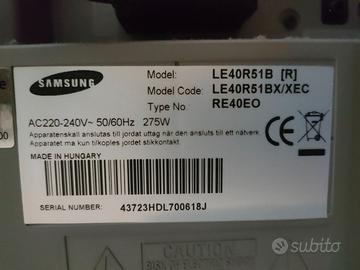 SAMSUNG
Model: LE40R51B [R]
Model Code: LE40R51BX/XEC
Type No: RE40EO
AC220-240V~ 50/60Hz 275W
Apparatenskall anslutas till jordat uttag när den ansluts till ett nätverk
Apparatet må kun tilkoples jordet stikkontakt
MADE IN HUNGARY
SERIAL NUMBER: 43723HDL700618J
CAUTION
subito